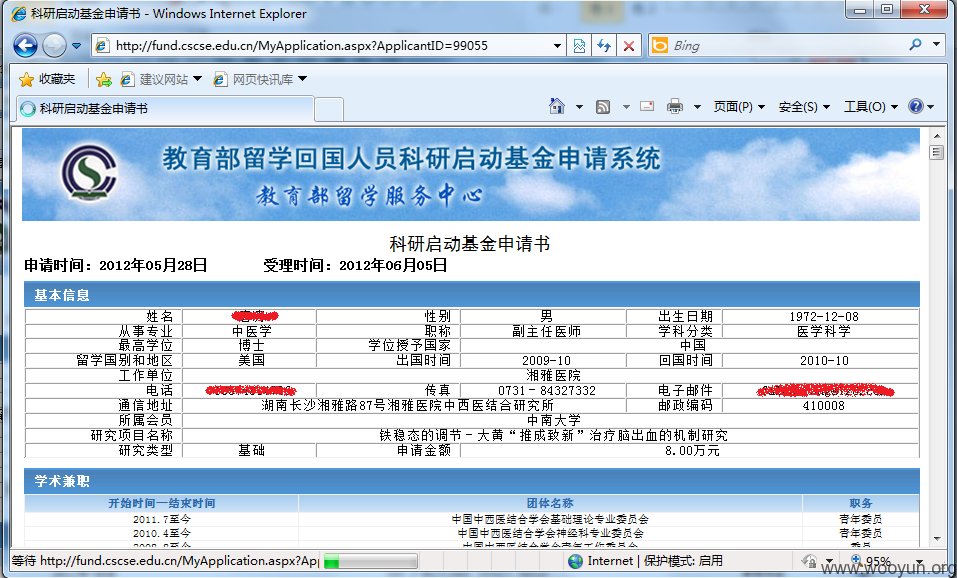 科研启动基金申请书 - Windows Internet Explorer
http://fund.cscse.edu.cn/MyApplication.aspx?ApplicantID=99055 Bing
收藏夹 建议网站 网页快讯库
科研启动基金申请书 页面(P) 安全(S) 工具(O)
教育部留学回国人员科研启动基金申请系统
教育部留学服务中心
科研启动基金申请书
申请时间：2012年05月28日 受理时间：2012年06月05日
基本信息
姓名 性别 男 出生日期 1972-12-08
从事专业 中医学 职称 副主任医师 学科分类 医学科学
最高学位 博士 学位授予国家 中国
留学国别和地区 美国 出国时间 2009-10 回国时间 2010-10
工作单位 湘雅医院
电话 传真 0731－84327332 电子邮件
通信地址 湖南长沙湘雅路87号湘雅医院中西医结合研究所 邮政编码 410008
所属会员 中南大学
研究项目名称 铁稳态的调节－大黄“推成致新”治疗脑出血的机制研究
研究类型 基础 申请金额 8.00万元
学术兼职
开始时间—结束时间 团体名称 职务
2011.7至今 中国中西医结合学会基础理论专业委员会 青年委员
2010.4至今 中国中西医结合学会神经科专业委员会 青年委员
等待 http://fund.cscse.edu.cn/MyApplication.aspx?App Internet | 保护模式: 启用 95%
www.wooyun.org